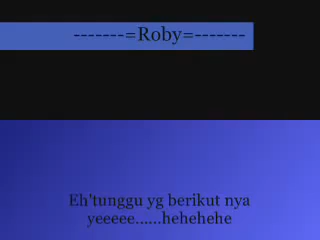 -------=Roby=-------
Eh'tunggu yg berikut nya
yeeeee......hehehehe